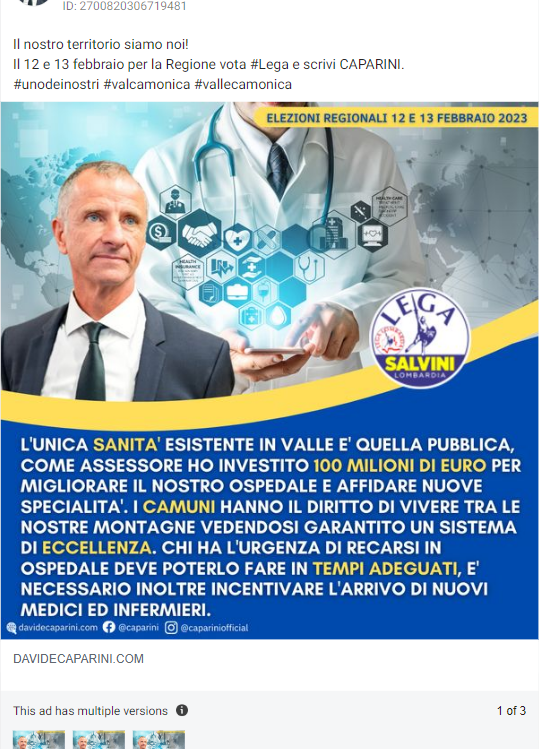 ID: 2700820306719481
Il nostro territorio siamo noi!
Il 12 e 13 febbraio per la Regione vota #Lega e scrivi CAPARINI.
#unodeinostri #valcamonica #vallecamonica
ELEZIONI REGIONALI 12 E 13 FEBBRAIO 2023
HEALTH CARE
HEALTH
INSURANCE
LEGA
SALVINI
LOMBARDIA
L'UNICA SANITA' ESISTENTE IN VALLE E' QUELLA PUBBLICA,
COME ASSESSORE HO INVESTITO 100 MILIONI DI EURO PER
MIGLIORARE IL NOSTRO OSPEDALE E AFFIDARE NUOVE
SPECIALITA'. I CAMUNI HANNO IL DIRITTO DI VIVERE TRA LE
NOSTRE MONTAGNE VEDENDOSI GARANTITO UN SISTEMA
DI ECCELLENZA. CHI HA L'URGENZA DI RECARSI IN
OSPEDALE DEVE POTERLO FARE IN TEMPI ADEGUATI, E'
NECESSARIO INOLTRE INCENTIVARE L'ARRIVO DI NUOVI
MEDICI ED INFERMIERI.
davidecaparini.com @caparini @capariniofficial
DAVIDECAPARINI.COM
This ad has multiple versions 1 of 3